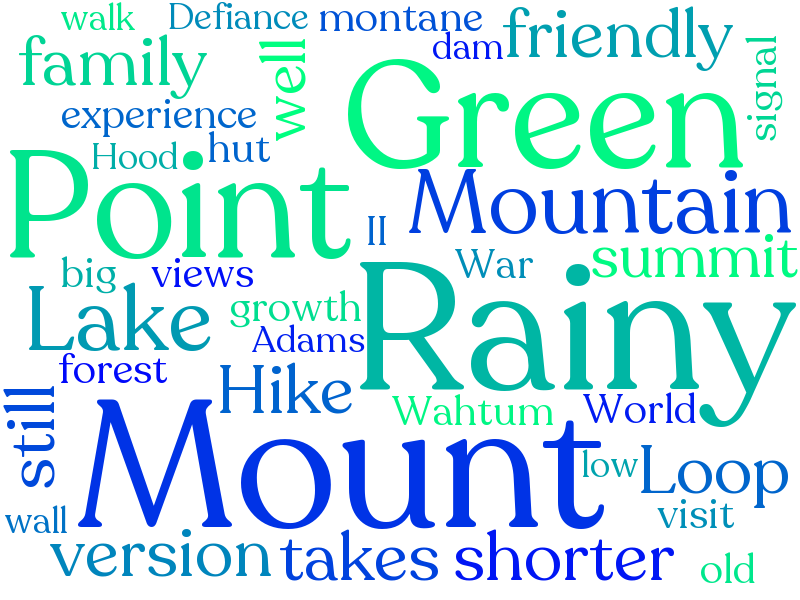 walk Defiance montane
dam friendly
family well signal
Green
experience
Hood hut
Point Mountain
II War summit
big views
Lake growth Rainy
Adams
forest Hike
still Wahtum World
Mount low Loop
wall visit
version takes shorter old